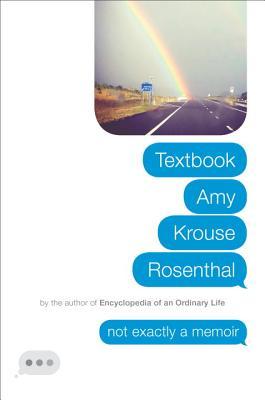 Textbook
Amy
Krouse
Rosenthal
by the author of Encyclopedia of an Ordinary Life
not exactly a memoir